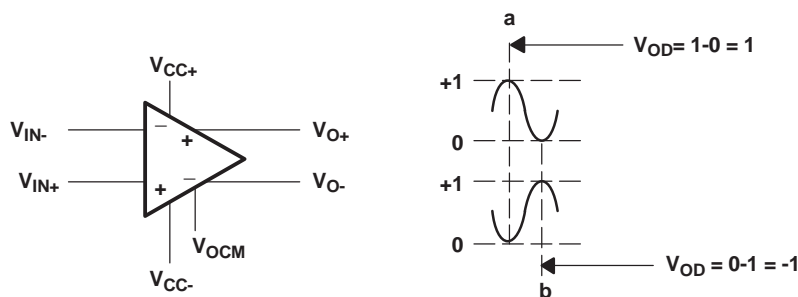 V_CC+
V_IN-
V_IN+
–
+
+
–
V_O+
V_O-
V_OCM
V_CC-
a
V_OD= 1-0 = 1
+1
0
+1
0
V_OD = 0-1 = -1
b